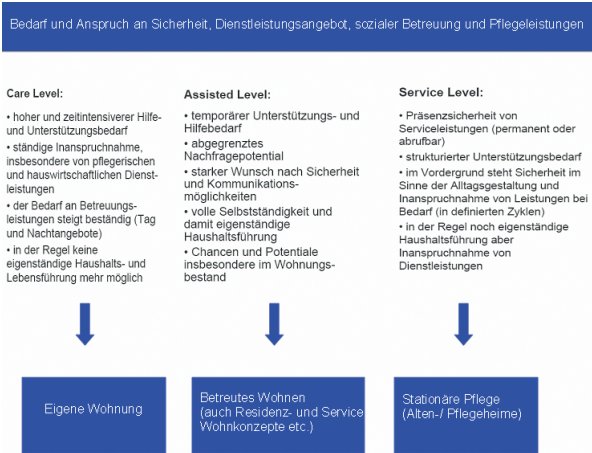 Bedarf und Anspruch an Sicherheit, Dienstleistungsangebot, sozialer Betreuung und Pflegeleistungen
Care Level:
• hoher und zeitintensiverer Hilfe-
und Unterstützungsbedarf
• ständige Inanspruchnahme,
insbesondere von pflegerischen
und hauswirtschaftlichen Dienst-
leistungen
• der Bedarf an Betreuungs-
leistungen steigt beständig (Tag
und Nachtangebote)
• in der Regel keine
eigenständige Haushalts- und
Lebensführung mehr möglich
Assisted Level:
• temporärer Unterstützungs- und
Hilfebedarf
• abgegrenztes
Nachfragepotential
• starker Wunsch nach Sicherheit
und Kommunikations-
möglichkeiten
• volle Selbstständigkeit und
damit eigenständige
Haushaltsführung
• Chancen und Potentiale
insbesondere im Wohnungs-
bestand
Service Level:
• Präsenzsicherheit von
Serviceleistungen (permanent oder
abrufbar)
• strukturierter Unterstützungsbedarf
• im Vordergrund steht Sicherheit im
Sinne der Alltagsgestaltung und
Inanspruchnahme von Leistungen bei
Bedarf (in definierten Zyklen)
• in der Regel noch eigenständige
Haushaltsführung aber
Inanspruchnahme von
Dienstleistungen
Eigene Wohnung
Betreutes Wohnen
(auch Residenz- und Service
Wohnkonzepte etc.)
Stationäre Pflege
(Alten-/ Pflegeheime)